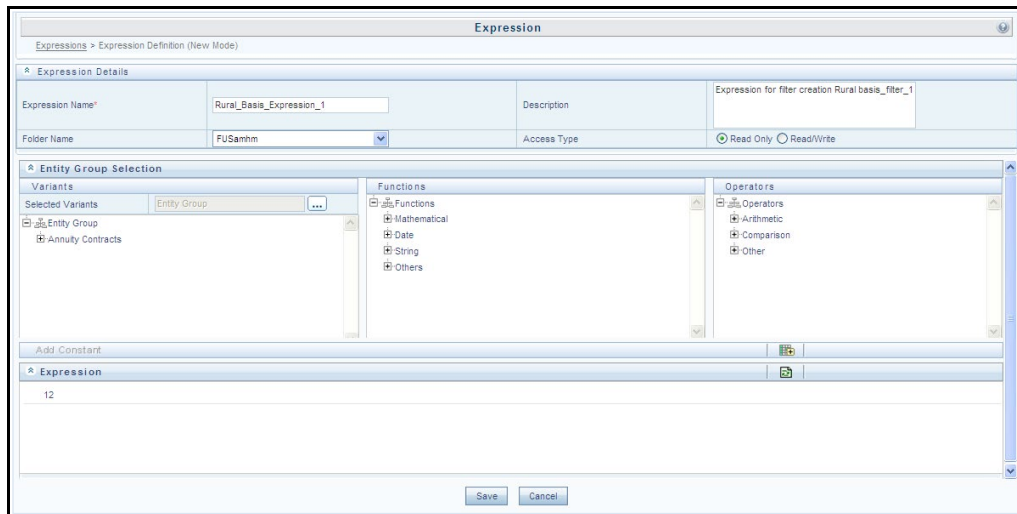 Expression
Expressions > Expression Definition (New Mode)
Expression Details
Expression Name* Rural_Basis_Expression_1 Description Expression for filter creation Rural basis_filter_1
Folder Name FUSamhm Access Type Read Only Read/Write
Entity Group Selection
Variants Functions Operators
Selected Variants Entity Group ... Functions Operators
Entity Group Mathematical Arithmetic
Annuity Contracts Date Comparison
String Other
Others
Add Constant
Expression
12
Save Cancel